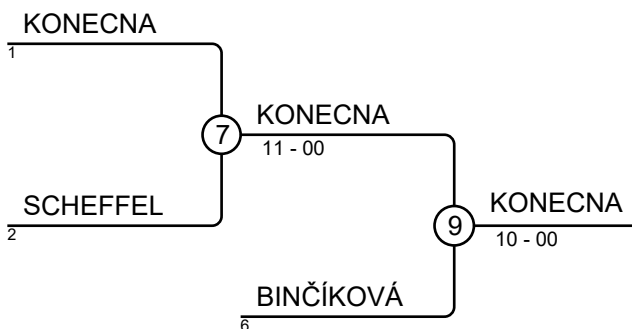 KONECNA
1
7
KONECNA
11 - 00
SCHEFFEL
2
9
KONECNA
10 - 00
BINČÍKOVÁ
6